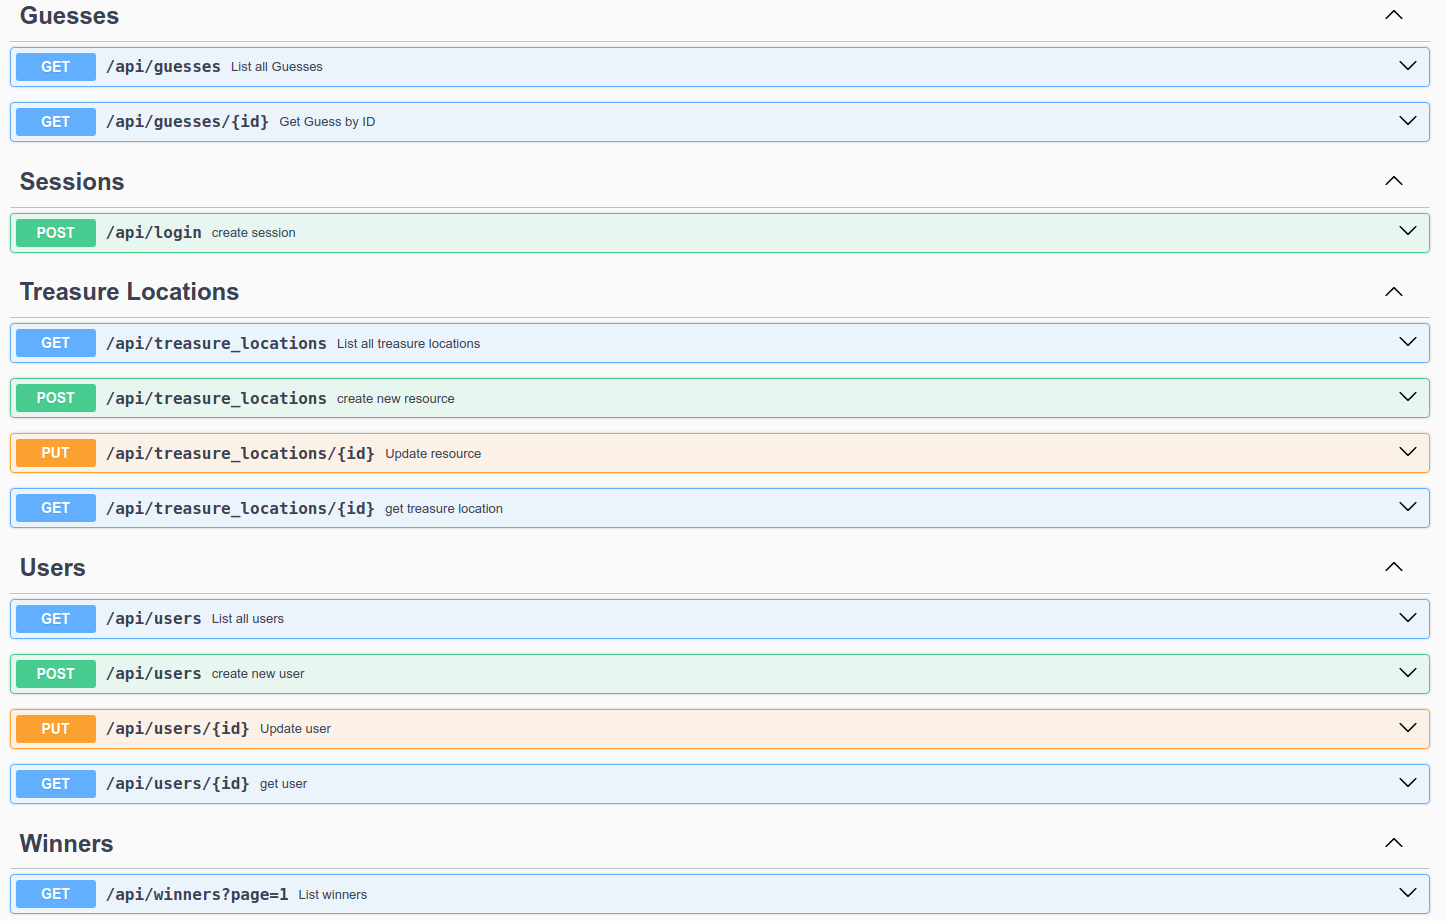 Guesses
GET /api/guesses List all Guesses
GET /api/guesses/{id} Get Guess by ID
Sessions
POST /api/login create session
Treasure Locations
GET /api/treasure_locations List all treasure locations
POST /api/treasure_locations create new resource
PUT /api/treasure_locations/{id} Update resource
GET /api/treasure_locations/{id} get treasure location
Users
GET /api/users List all users
POST /api/users create new user
PUT /api/users/{id} Update user
GET /api/users/{id} get user
Winners
GET /api/winners?page=1 List winners